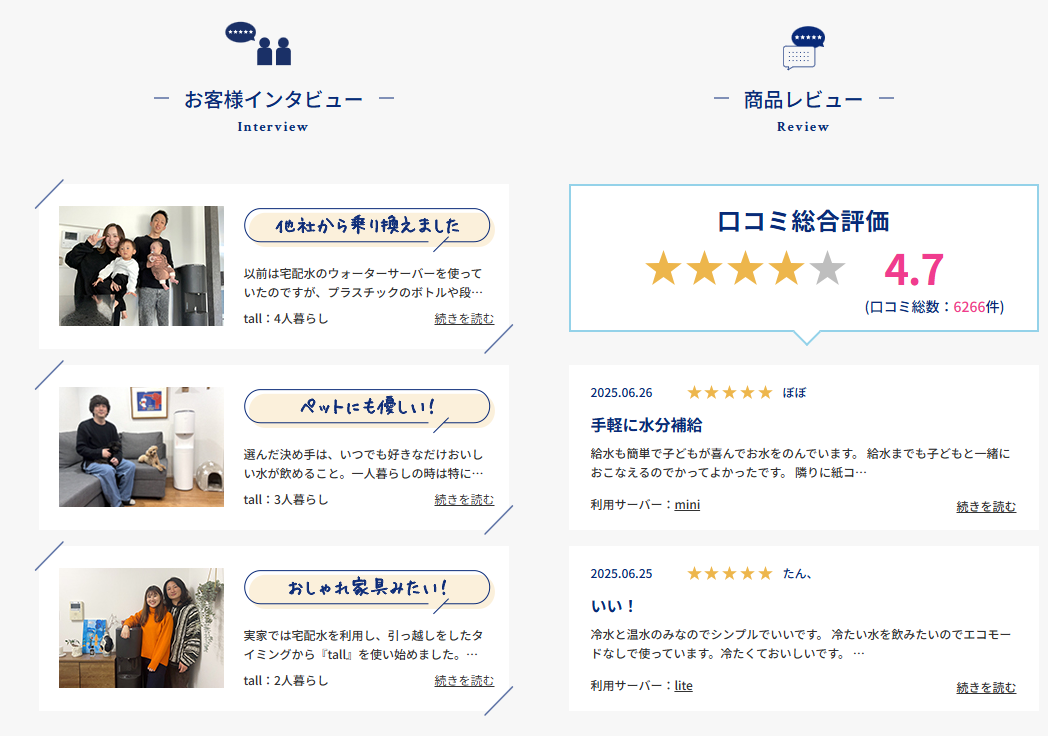 お客様インタビュー
Interview
他社から乗り換えました
以前は宅配水のウォーターサーバーを使って
いたのですが、プラスチックのボトルや段…
tall：4人暮らし
続きを読む
ペットにも優しい！
選んだ決め手は、いつでも好きなだけおいし
い水が飲めること。一人暮らしの時は特に…
tall：3人暮らし
続きを読む
おしゃれ家具みたい！
実家では宅配水を利用し、引っ越しをしたタ
イミングから『tall』を使い始めました。…
tall：2人暮らし
続きを読む
商品レビュー
Review
口コミ総合評価
★★★★★ 4.7
(口コミ総数：6266件)
2025.06.26 ★★★★★ ぽぽ
手軽に水分補給
給水も簡単で子どもが喜んでお水をのんでいます。 給水までも子どもと一緒に
おこなえるのでかってよかったです。 隣りに紙コ…
利用サーバー：mini
続きを読む
2025.06.25 ★★★★★ たん、
いい！
冷水と温水のみなのでシンプルでいいです。 冷たい水を飲みたいのでエコモー
ドなしで使っています。冷たくておいしいです。 …
利用サーバー：lite
続きを読む